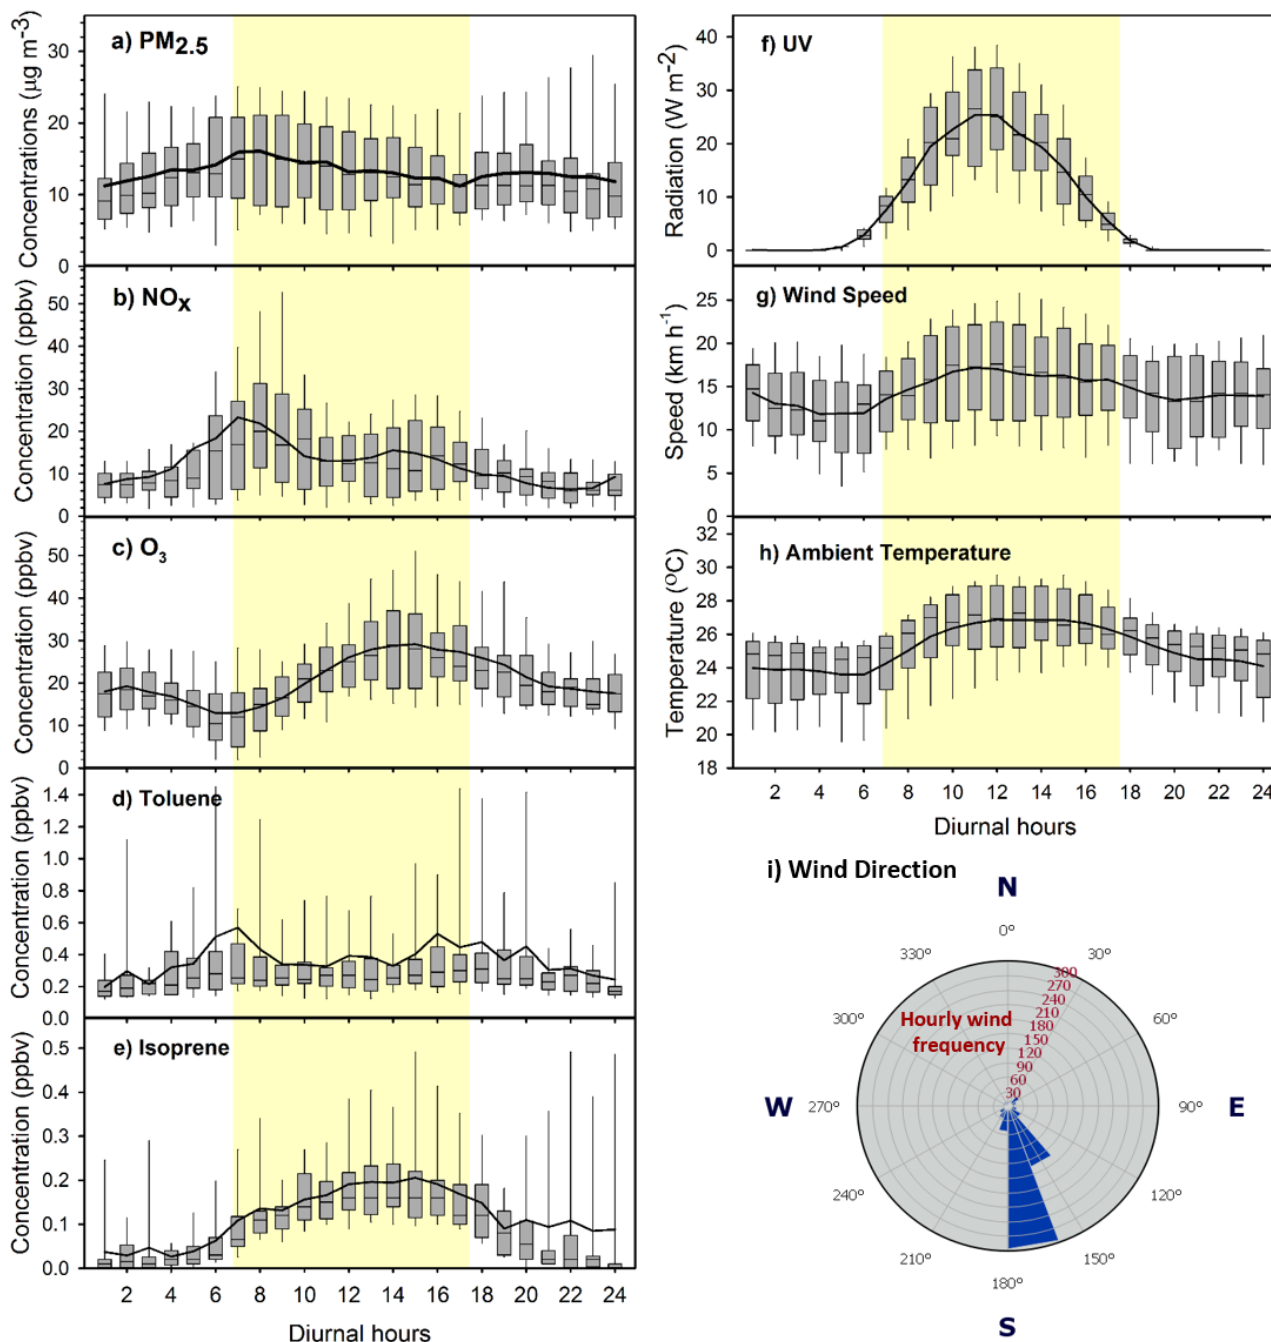 a) PM2.5
Concentrations (μg m-3)
30
20
10
0
b) NOX
Concentration (ppbv)
50
40
30
20
10
0
c) O3
Concentration (ppbv)
50
40
30
20
10
0
d) Toluene
Concentration (ppbv)
1.4
1.2
1.0
0.8
0.6
0.4
0.2
0.0
e) Isoprene
Concentration (ppbv)
0.5
0.4
0.3
0.2
0.1
0.0
2 4 6 8 10 12 14 16 18 20 22 24
Diurnal hours
f) UV
Radiation (W m-2)
40
30
20
10
0
g) Wind Speed
Speed (km h-1)
25
20
15
10
5
0
h) Ambient Temperature
Temperature (OC)
32
30
28
26
24
22
20
18
2 4 6 8 10 12 14 16 18 20 22 24
Diurnal hours
i) Wind Direction
N
0°
330°
30°
300
270
240
210
180
150
120
90
60
30
Hourly wind
frequency
300°
60°
W
270°
90°
E
240°
120°
210°
150°
180°
S